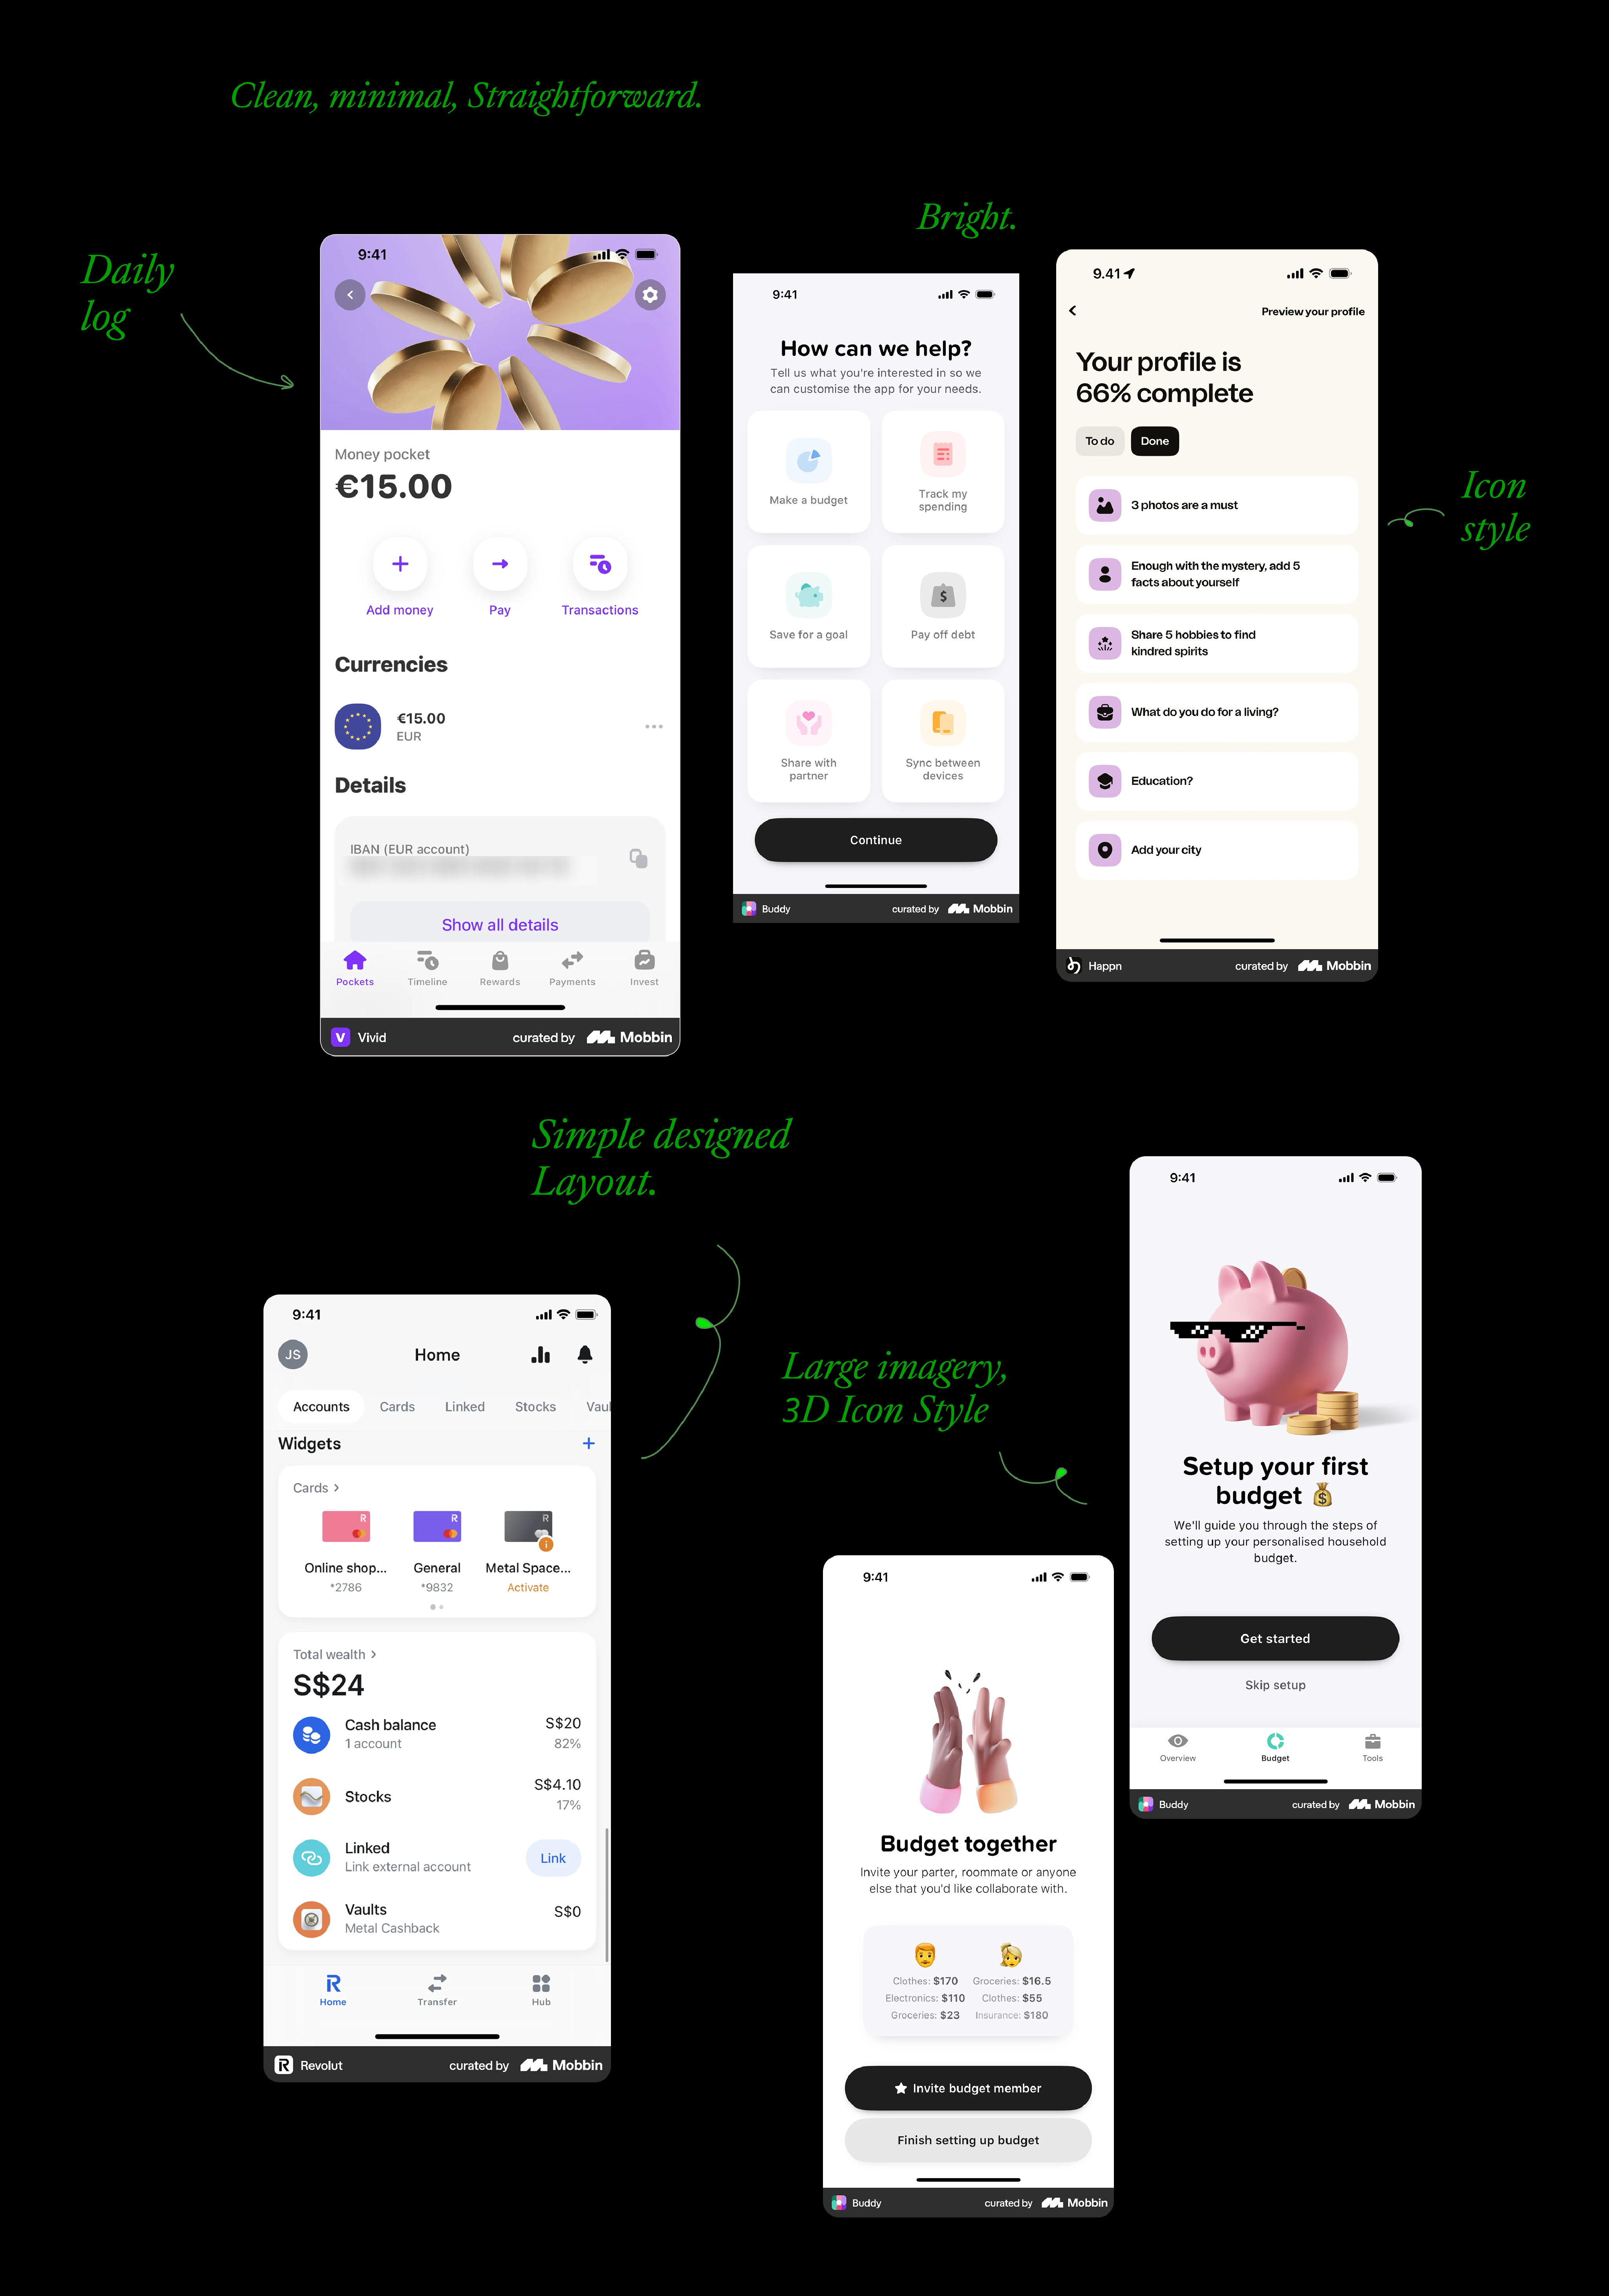 Clean, minimal, Straightforward.
Daily
log
Bright.
Icon
style
9:41
Money pocket
€15.00
Add money
Pay
Transactions
Currencies
€15.00
EUR
Details
IBAN (EUR account)
Show all details
Pockets
Timeline
Rewards
Payments
Invest
V Vivid
curated by Mobbin
9:41
How can we help?
Tell us what you're interested in so we
can customise the app for your needs.
Make a budget
Track my
spending
Save for a goal
Pay off debt
Share with
partner
Sync between
devices
Continue
Buddy
curated by Mobbin
9.41
Preview your profile
Your profile is
66% complete
To do
Done
3 photos are a must
Enough with the mystery, add 5
facts about yourself
Share 5 hobbies to find
kindred spirits
What do you do for a living?
Education?
Add your city
Happn
curated by Mobbin
Simple designed
Layout.
Large imagery,
3D Icon Style
9:41
JS
Home
Accounts
Cards
Linked
Stocks
Vaul
Widgets
Cards
R
R
R
Online shop...
*2786
General
*9832
Metal Space...
Activate
Total wealth
S$24
Cash balance
S$20
1 account
82%
Stocks
S$4.10
17%
Linked
Link external account
Link
Vaults
S$0
Metal Cashback
Home
Transfer
Hub
R Revolut
curated by Mobbin
9:41
Setup your first
budget
We'll guide you through the steps of
setting up your personalised household
budget.
Get started
Skip setup
Overview
Budget
Tools
Buddy
curated by Mobbin
9:41
Budget together
Invite your parter, roommate or anyone
else that you'd like collaborate with.
Clothes: $170
Groceries: $16.5
Electronics: $110
Clothes: $55
Groceries: $23
Insurance: $180
Invite budget member
Finish setting up budget
Buddy
curated by Mobbin